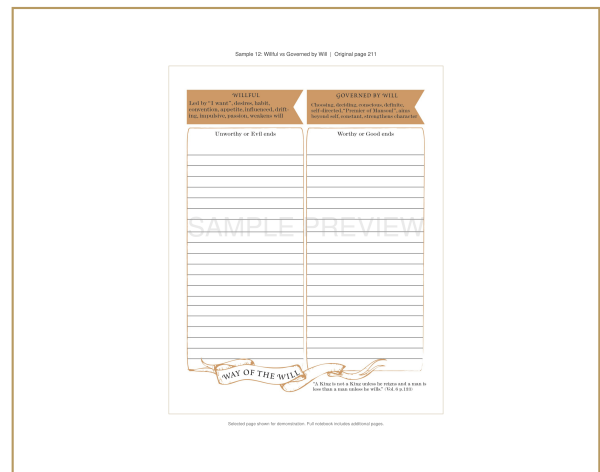 Sample 12: Willful vs Governed by Will | Original page 211
WILLFUL
Led by "I want", desires, habit,
convention, appetity, influenced, drift-
ing, impulsive, passion, weakens will
GOVERNED BY WILL
Choosing, deciding, conscious, definite,
self-directed, "Premier of Mansoul", aims
beyond self, constant, strengthens character
Unworthy or Evil ends
Worthy or Good ends
SAMPLE PREVIEW
WAY OF THE WILL
"A King is not a King unless he reigns and a man is
less than a man unless he wills." (Vol. 6 p.133)
Selected page shown for demonstration. Full notebook includes additional pages.